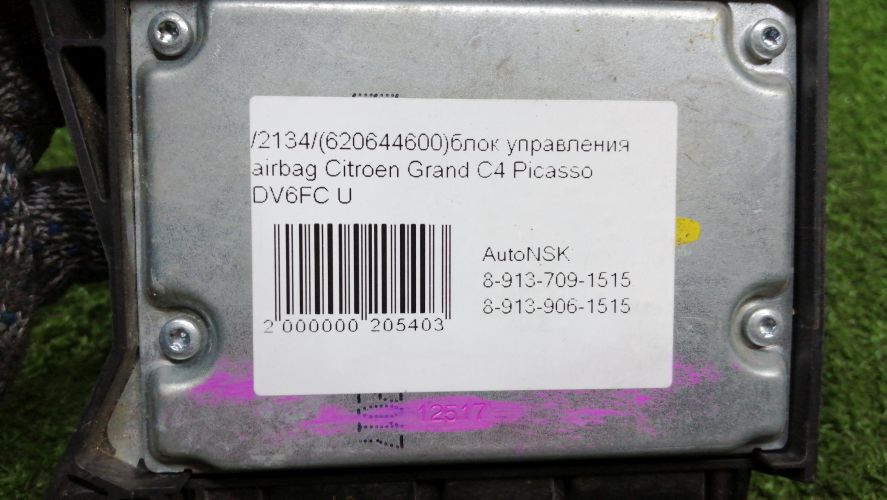 /2134/(620644600)блок управления
airbag Citroen Grand C4 Picasso
DV6FC U
AutoNSK
8-913-709-1515
8-913-906-1515
2 000000 205403
12517